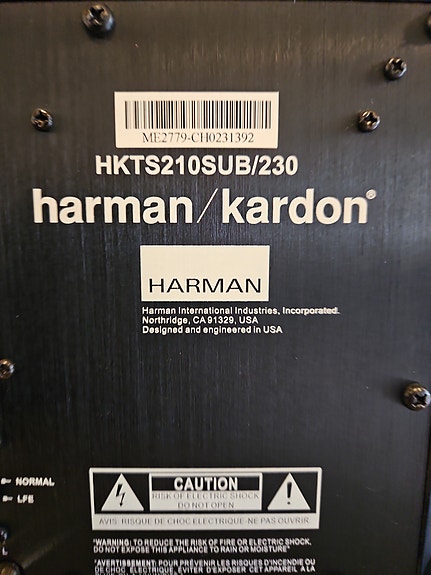 ME2779-CH0231392
HKTS210SUB/230
harman/kardon®
HARMAN
Harman International Industries, Incorporated.
Northridge, CA 91329, USA
Designed and engineered in USA
NORMAL
LFE
CAUTION
RISK OF ELECTRIC SHOCK
DO NOT OPEN
AVIS: RISQUE DE CHOC ELECTRIQUE-NE PAS OUVRIR.
"WARNING: TO REDUCE THE RISK OF FIRE OR ELECTRIC SHOCK,
DO NOT EXPOSE THIS APPLIANCE TO RAIN OR MOISTURE"
"AVERTISSEMENT: POUR PRÉVENIR LES RISQUES D'INCENDIE OU
DE CHOC ÉLECTRIQUE, ÉVITER D'EXPOSER CET APPAREIL À LA